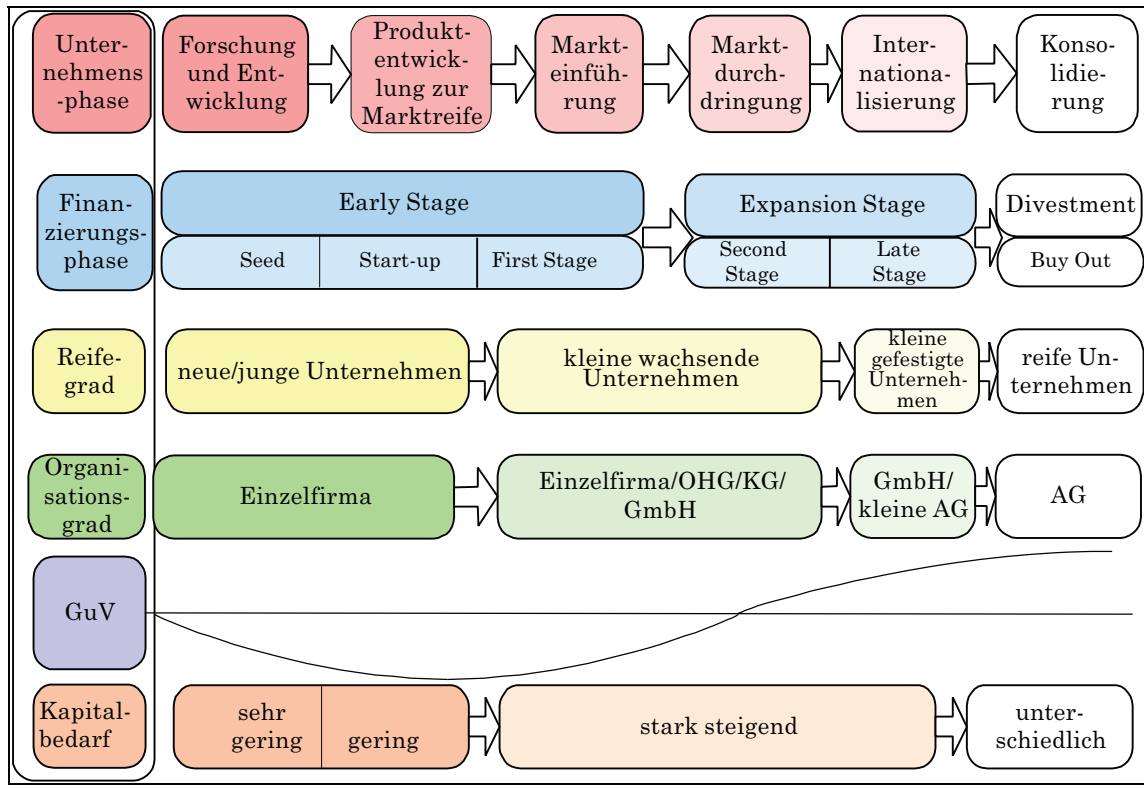 Unter-
nehmens
-phase
Forschung
und Ent-
wicklung
Produkt-
entwick-
lung zur
Marktreife
Markt-
einfüh-
rung
Markt-
durch-
dringung
Inter-
nationa-
lisierung
Konso-
lidie-
rung
Finan-
zierungs-
phase
Early Stage
Seed
Start-up
First Stage
Expansion Stage
Second
Stage
Late
Stage
Divestment
Buy Out
Reife-
grad
neue/junge Unternehmen
kleine wachsende
Unternehmen
kleine
gefestigte
Unterneh-
men
reife Un-
ternehmen
Organi-
sations-
grad
Einzelfirma
Einzelfirma/OHG/KG/
GmbH
GmbH/
kleine AG
AG
GuV
Kapital-
bedarf
sehr
gering
gering
stark steigend
unter-
schiedlich